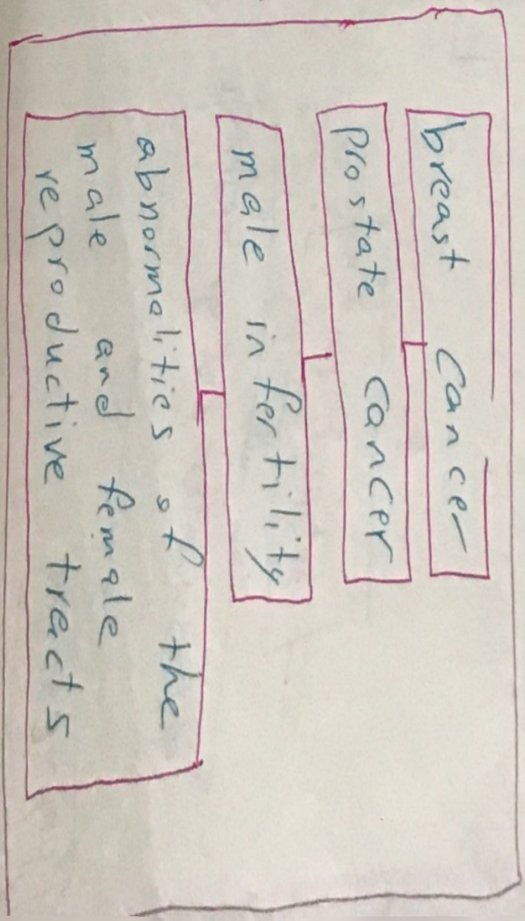 breast cancer
prostate cancer
male infertility
abnormalities of the
male and female
reproductive tracts